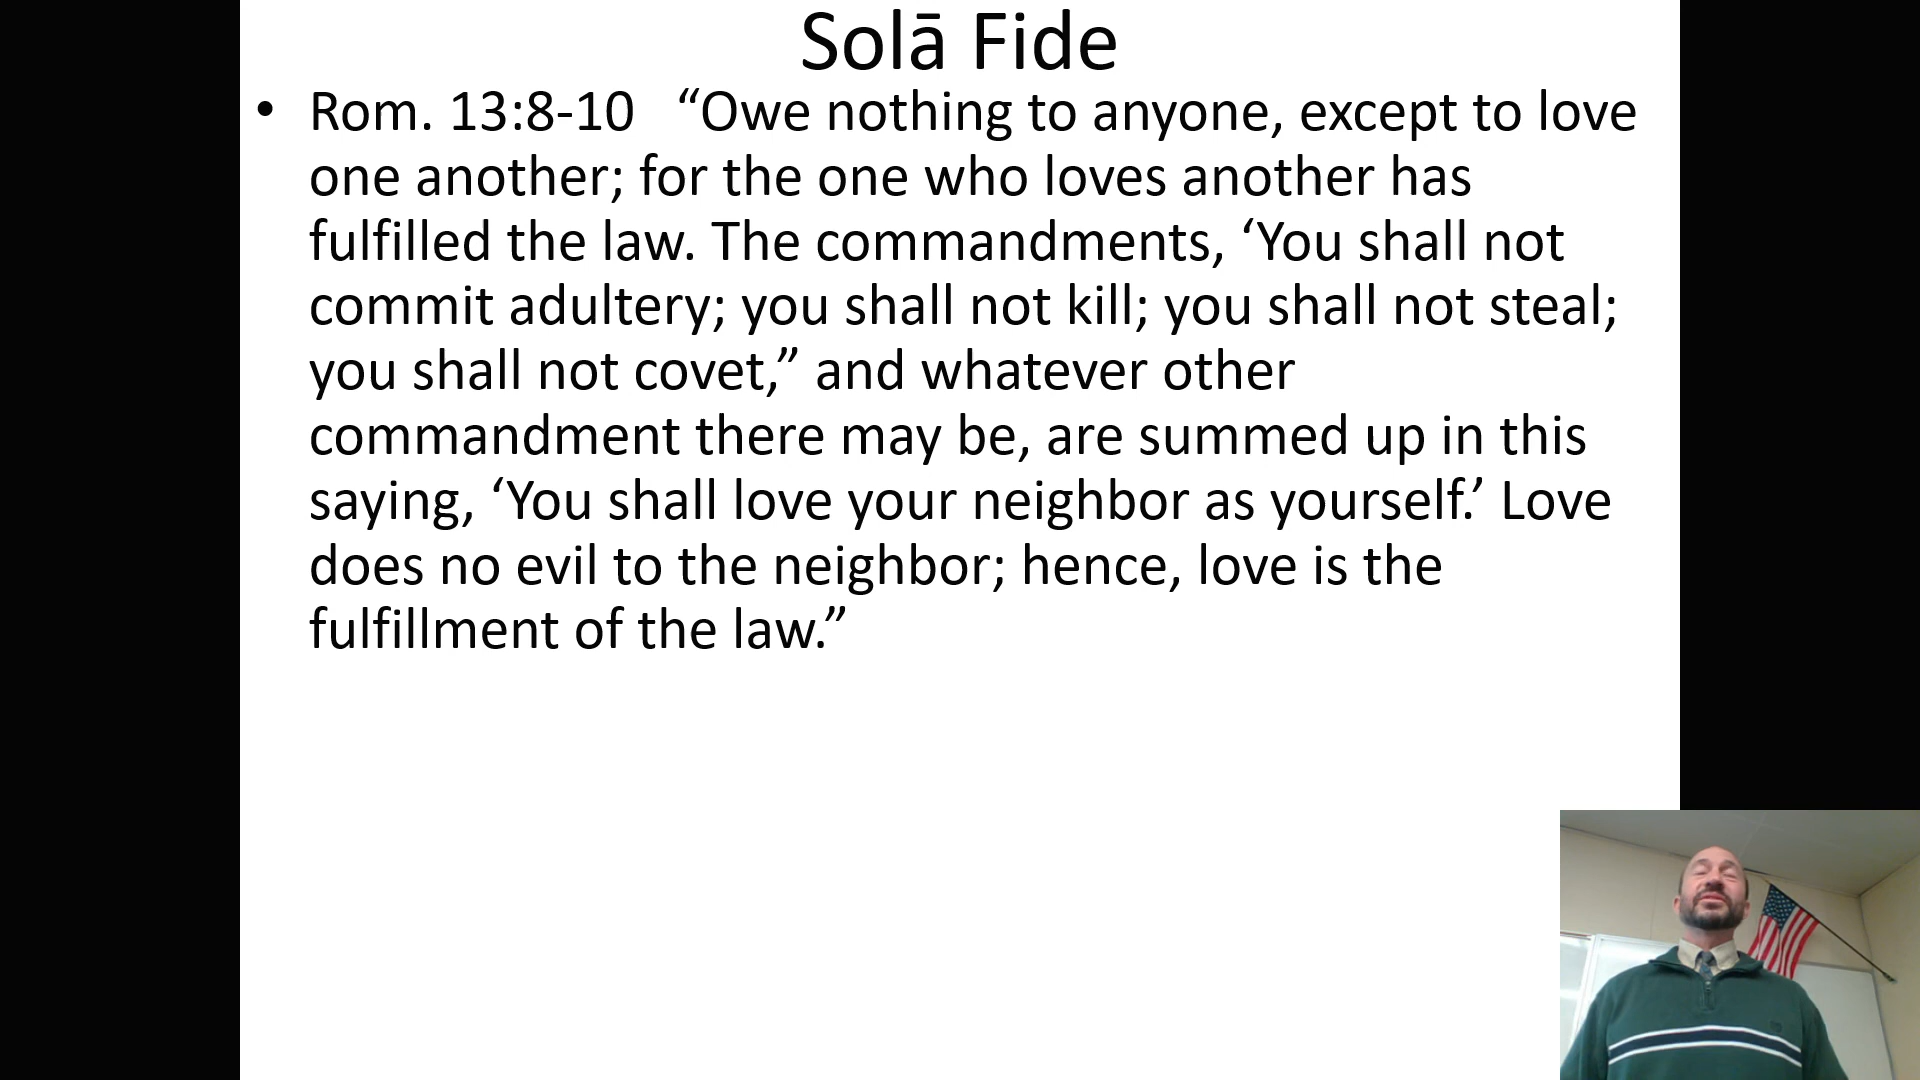 Solā Fide
• Rom. 13:8-10 “Owe nothing to anyone, except to love
one another; for the one who loves another has
fulfilled the law. The commandments, ‘You shall not
commit adultery; you shall not kill; you shall not steal;
you shall not covet,” and whatever other
commandment there may be, are summed up in this
saying, ‘You shall love your neighbor as yourself.’ Love
does no evil to the neighbor; hence, love is the
fulfillment of the law.”